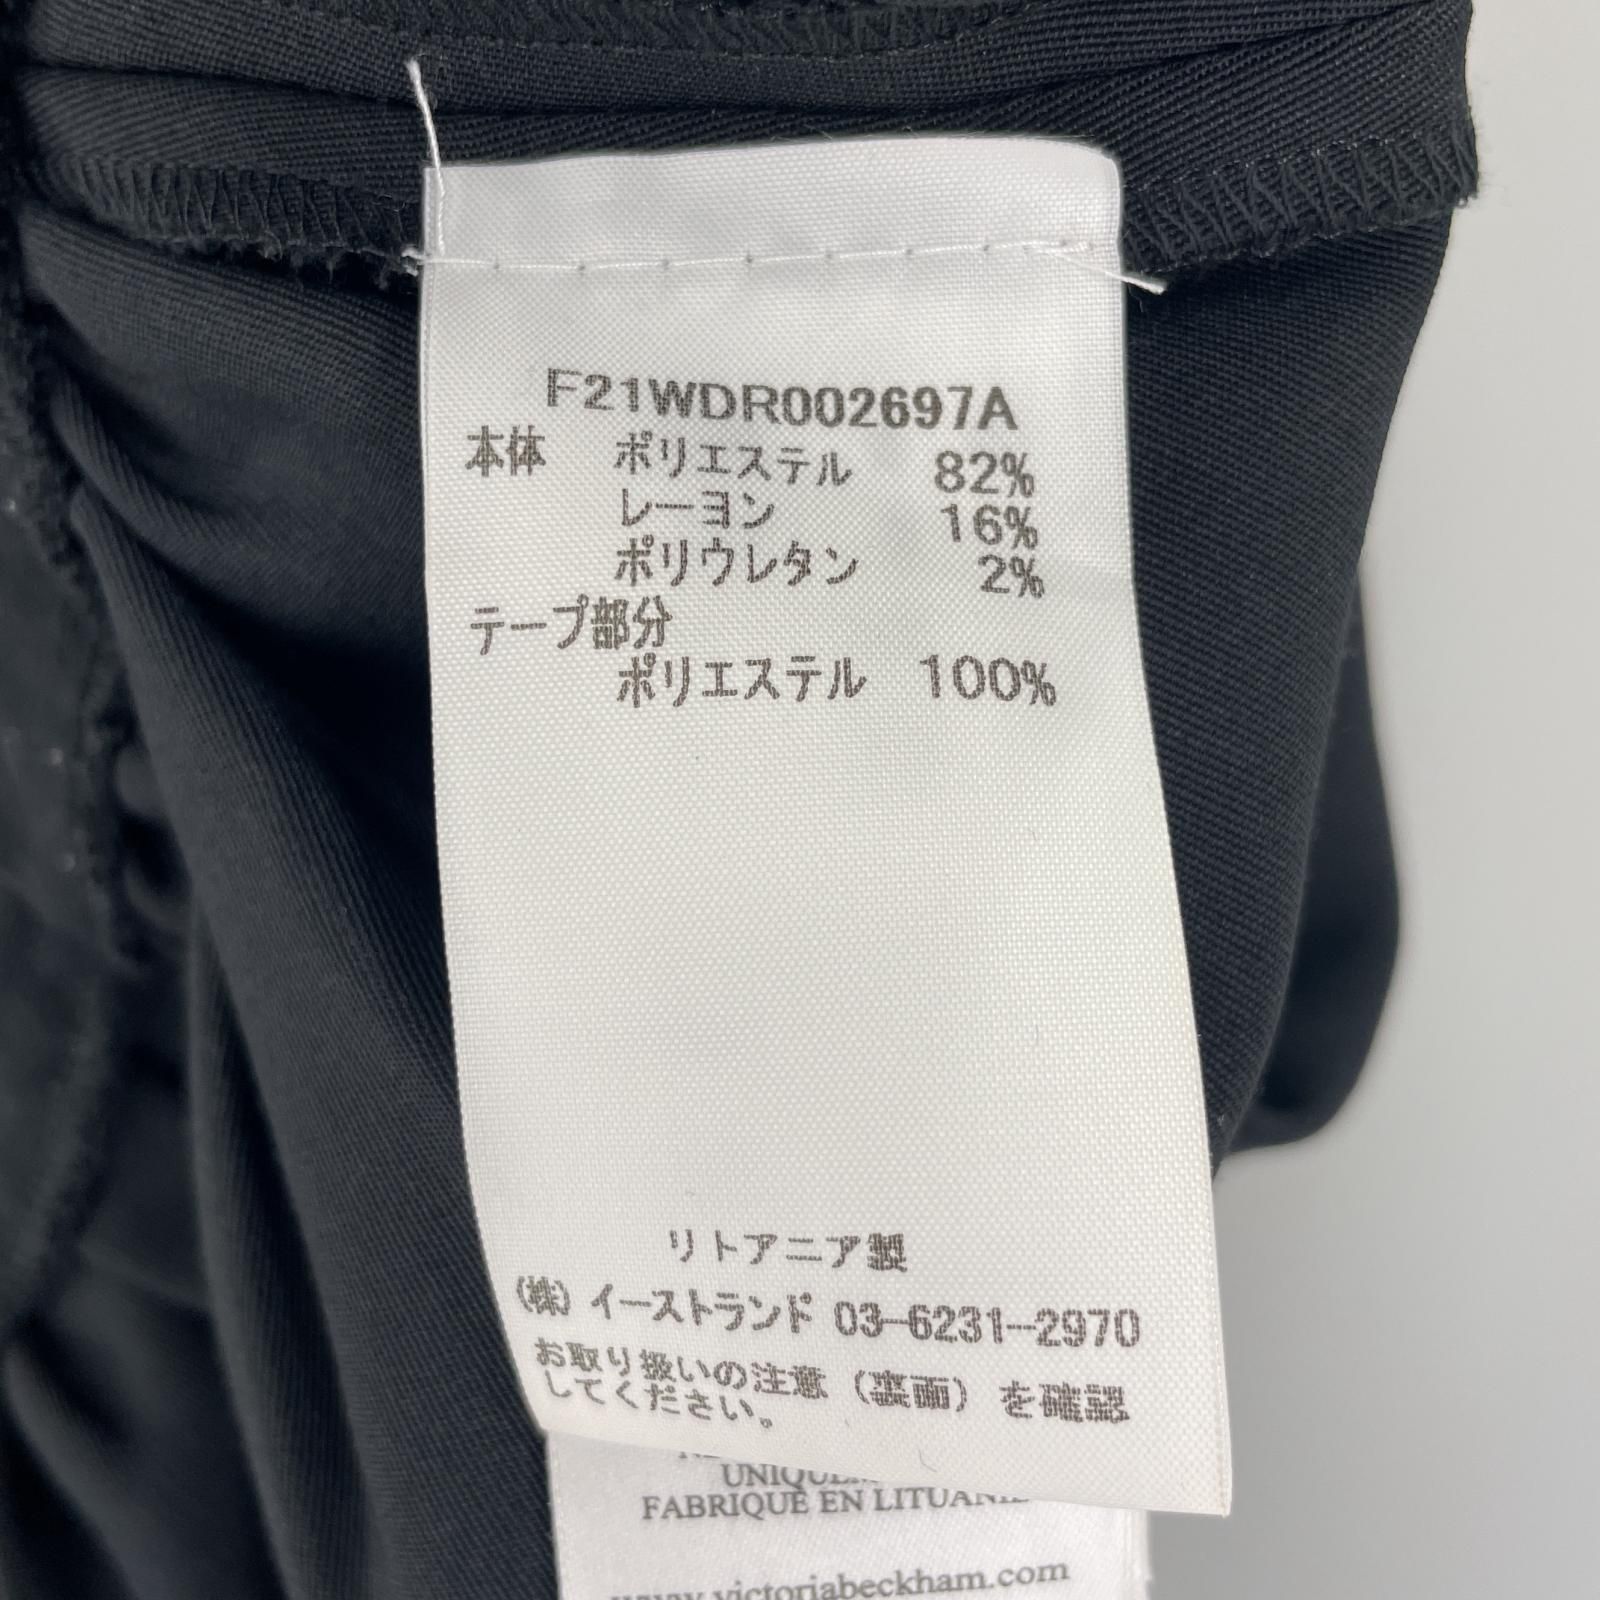 F21WDR002697A
本体 ポリエステル 82%
レーヨン 16%
ポリウレタン 2%
テープ部分
ポリエステル 100%
リトアニア製
(株) イーストランド 03-6231-2970
お取り扱いの注意 (裏面) を確認
してください。
FABRIQUÉ EN LITUANIE
www.victoriabeckham.com